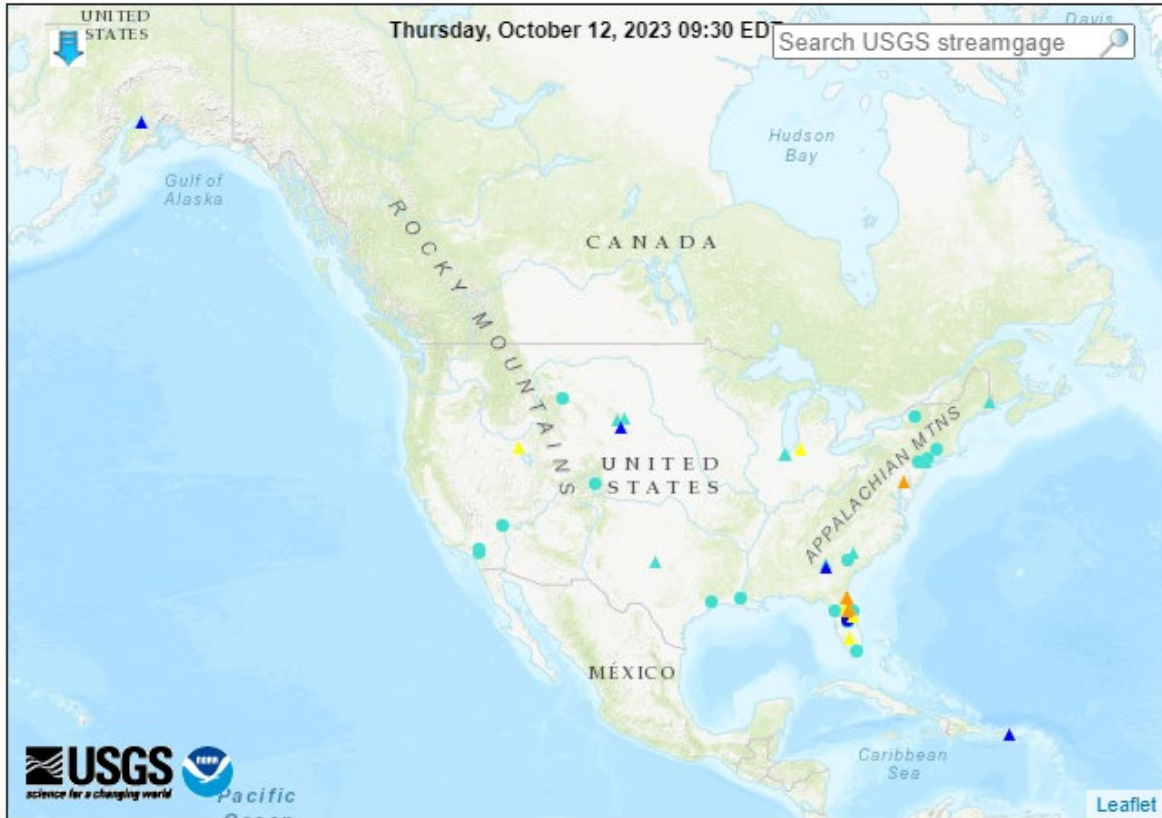 UNITED
STATES
Thursday, October 12, 2023 09:30 EDT
Search USGS streamgage
Davis
Hudson
Bay
Gulf of
Alaska
ROCKY MOUNTAINS
CANADA
UNITED
STATES
APPALACHIAN MTNS
MÉXICO
Caribbean
Sea
USGS
science for a changing world
Pacific
Ocean
Leaflet